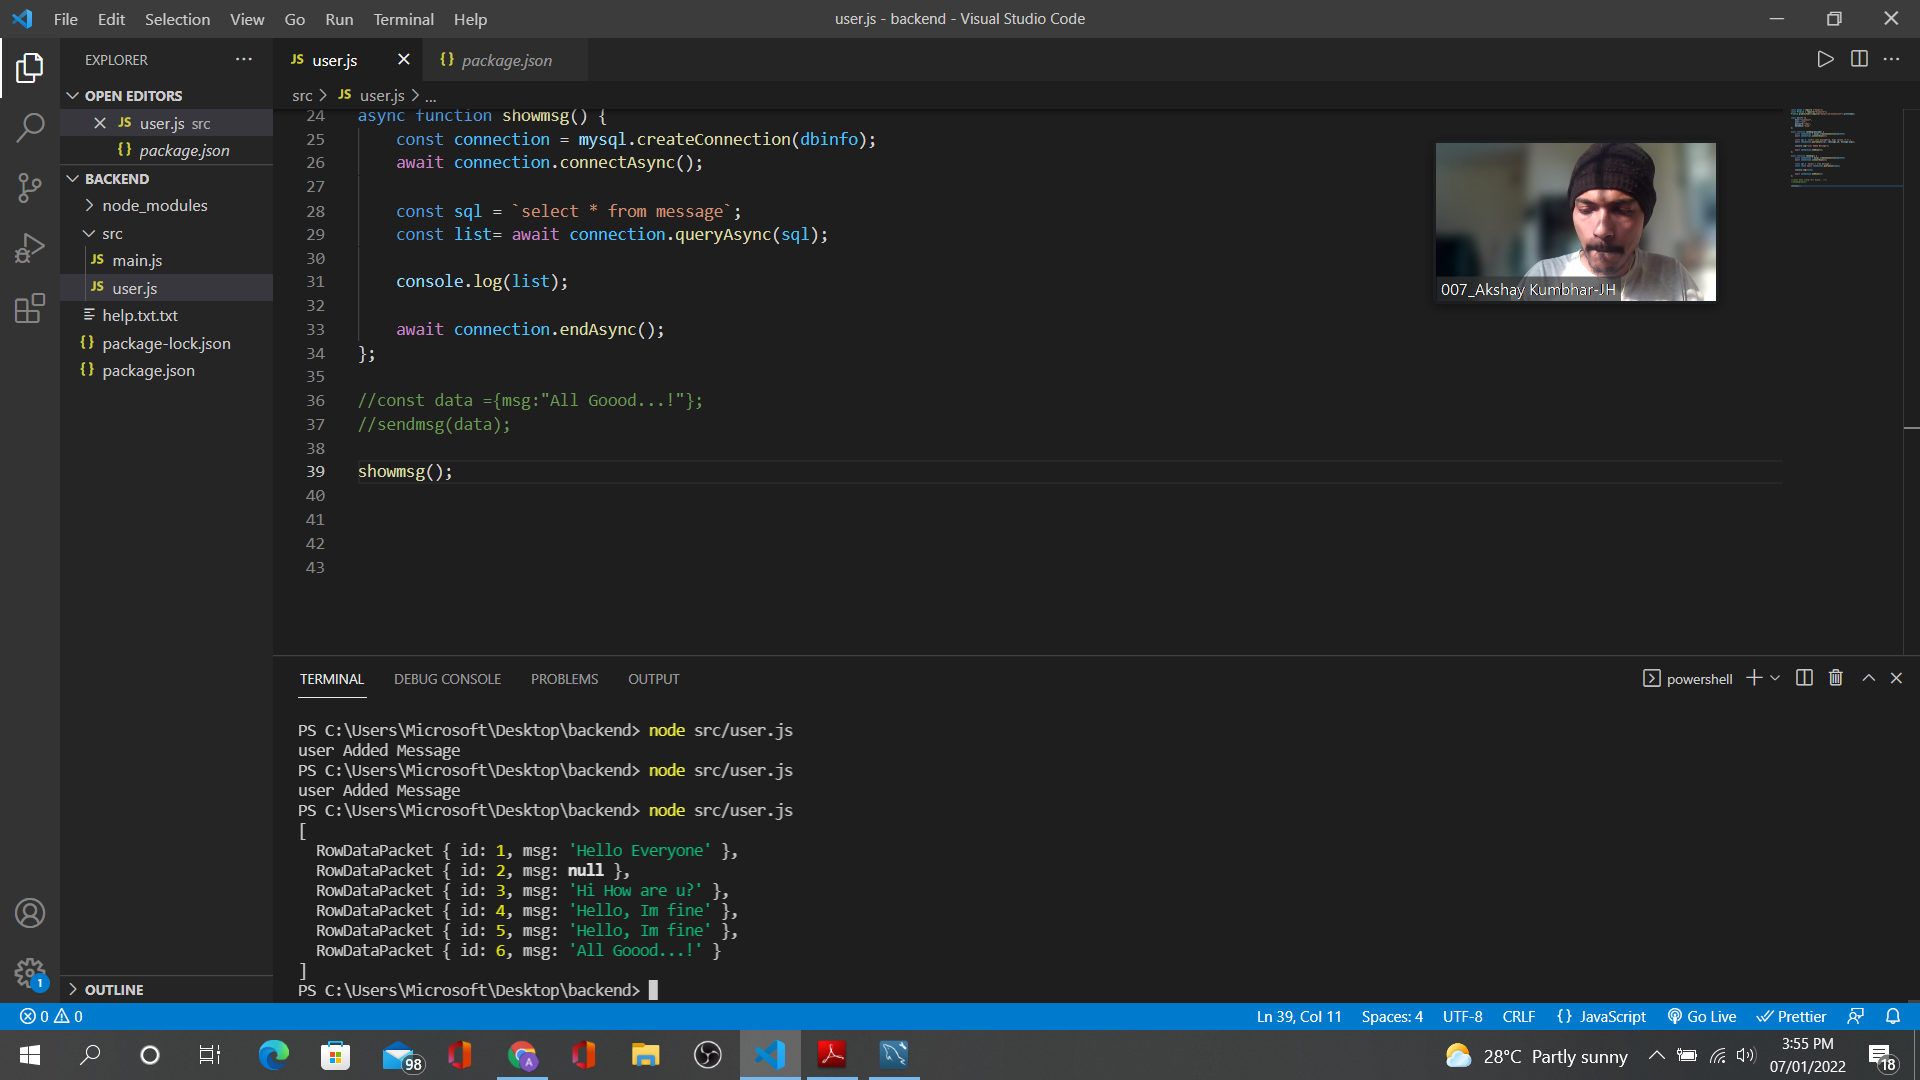 File Edit Selection View Go Run Terminal Help
user.js - backend - Visual Studio Code
EXPLORER
JS user.js
{} package.json
OPEN EDITORS
JS user.js src
{} package.json
BACKEND
node_modules
src
JS main.js
JS user.js
help.txt.txt
{} package-lock.json
{} package.json
OUTLINE
src > JS user.js > ...
24 async function showmsg() {
25 const connection = mysql.createConnection(dbinfo);
26 await connection.connectAsync();
27
28 const sql = `select * from message`;
29 const list= await connection.queryAsync(sql);
30
31 console.log(list);
32
33 await connection.endAsync();
34 };
35
36 //const data ={msg:"All Goood...!"};
37 //sendmsg(data);
38
39 showmsg();
40
41
42
43
007_Akshay Kumbhar-JH
TERMINAL DEBUG CONSOLE PROBLEMS OUTPUT
powershell
PS C:\Users\Microsoft\Desktop\backend> node src/user.js
user Added Message
PS C:\Users\Microsoft\Desktop\backend> node src/user.js
user Added Message
PS C:\Users\Microsoft\Desktop\backend> node src/user.js
[
RowDataPacket { id: 1, msg: 'Hello Everyone' },
RowDataPacket { id: 2, msg: null },
RowDataPacket { id: 3, msg: 'Hi How are u?' },
RowDataPacket { id: 4, msg: 'Hello, Im fine' },
RowDataPacket { id: 5, msg: 'Hello, Im fine' },
RowDataPacket { id: 6, msg: 'All Goood...!' }
]
PS C:\Users\Microsoft\Desktop\backend>
1
0 0
Ln 39, Col 11 Spaces: 4 UTF-8 CRLF {} JavaScript Go Live Prettier
98
A
28°C Partly sunny
3:55 PM
07/01/2022
18